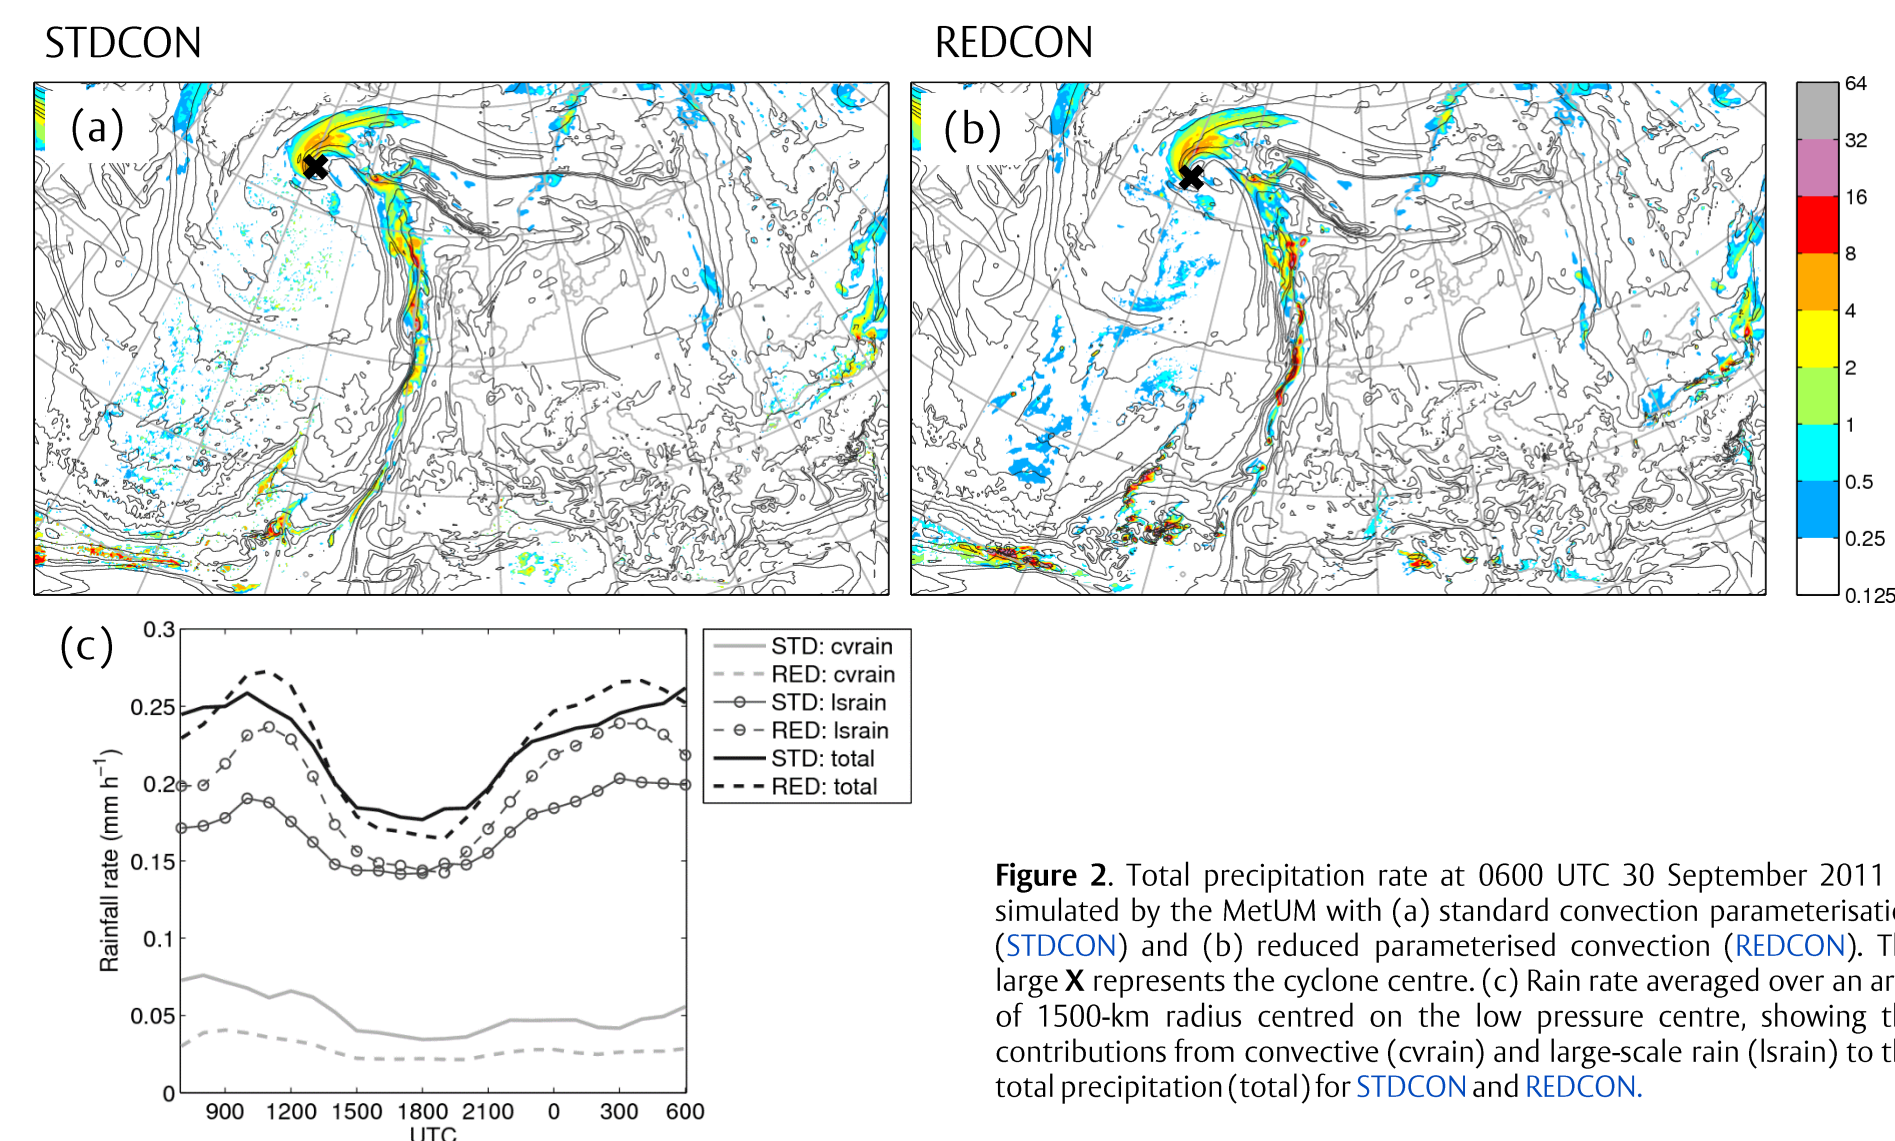 STDCON
REDCON
(a)
(b)
64
32
16
8
4
2
1
0.5
0.25
0.125
(c)
0.3
0.25
0.2
0.15
0.1
0.05
0
Rainfall rate (mm h⁻¹)
900 1200 1500 1800 2100 0 300 600
UTC
STD: cvrain
RED: cvrain
STD: lsrain
RED: lsrain
STD: total
RED: total
Figure 2. Total precipitation rate at 0600 UTC 30 September 2011
simulated by the MetUM with (a) standard convection
(STDCON) and (b) reduced parameterised convection (REDCON).
large X represents the cyclone centre. (c) Rain rate averaged over an
of 1500-km radius centred on the low pressure centre, showing
contributions from convective (cvrain) and large-scale rain (lsrain) to
total precipitation (total) for STDCON and REDCON.